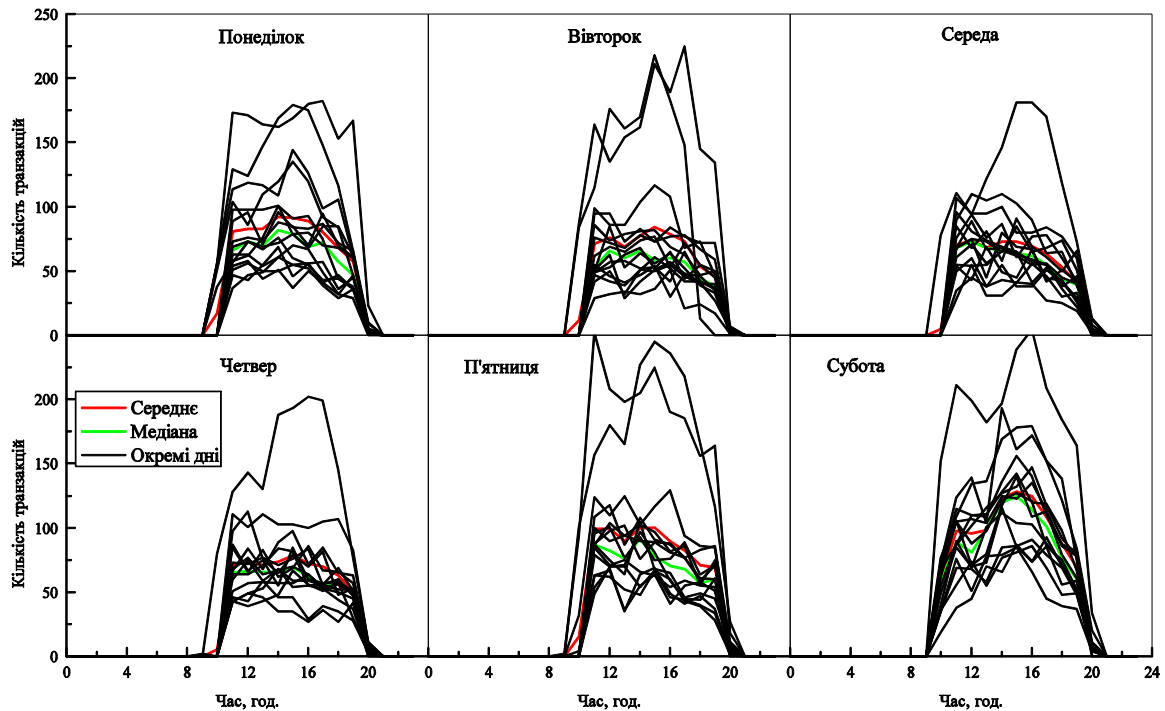 250
Понеділок
Вівторок
Середа
200
150
100
50
0
Кількість транзакцій
Четвер
П'ятниця
Субота
200
Середнє
Медіана
Окремі дні
150
100
50
0
Кількість транзакцій
0 4 8 12 16 20 0 4 8 12 16 20 0 4 8 12 16 20 24
Час, год. Час, год. Час, год.